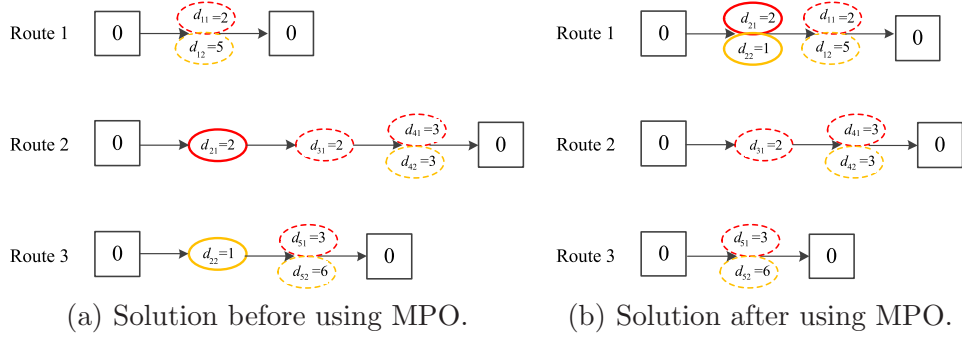 Route 1
0
d11=2
d12=5
0
Route 2
0
d21=2
d31=2
d41=3
d42=3
0
Route 3
0
d22=1
d51=3
d52=6
0
(a) Solution before using MPO.
Route 1
0
d21=2
d22=1
d11=2
d12=5
0
Route 2
0
d31=2
d41=3
d42=3
0
Route 3
0
d51=3
d52=6
0
(b) Solution after using MPO.